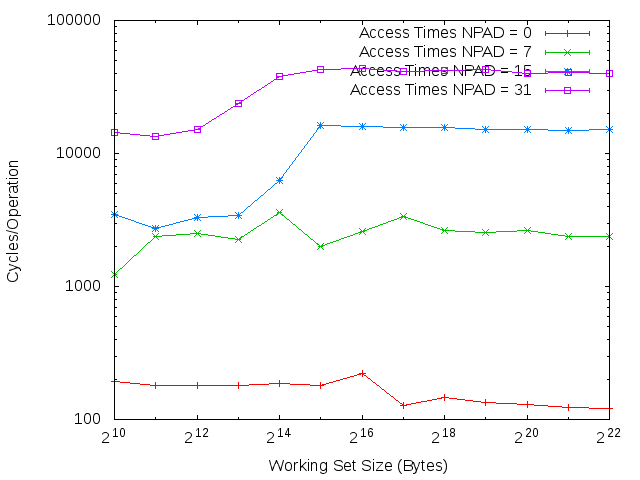 100000
10000
1000
100
Cycles/Operation
Access Times NPAD = 0
Access Times NPAD = 7
Access Times NPAD = 15
Access Times NPAD = 31
2^10 2^12 2^14 2^16 2^18 2^20 2^22
Working Set Size (Bytes)